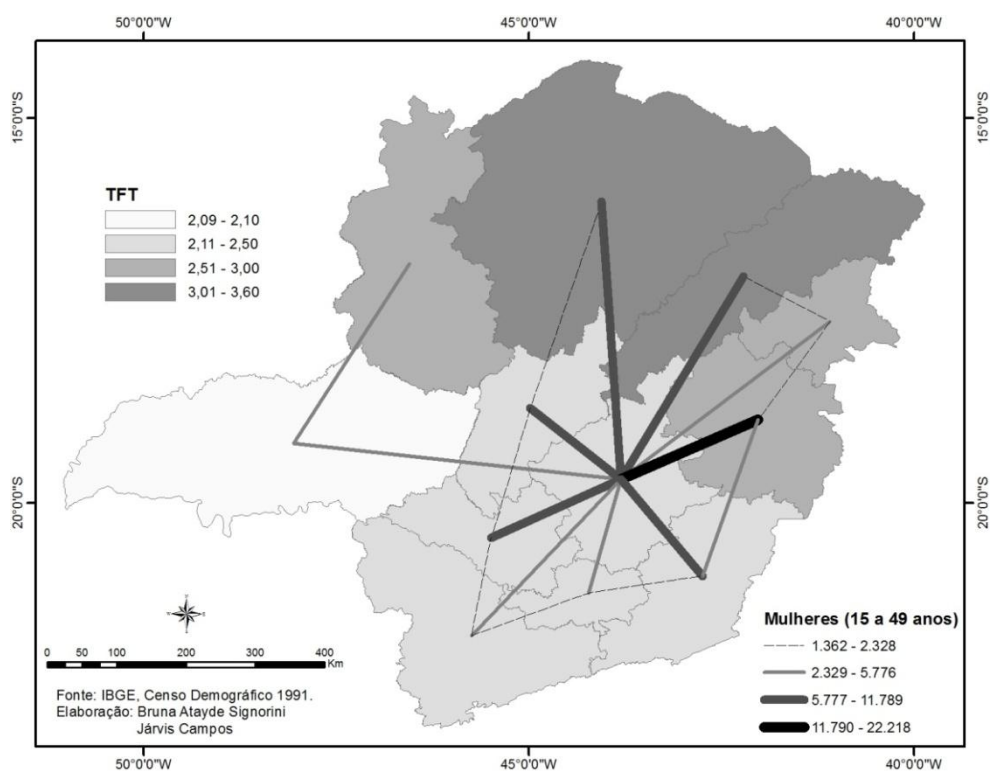 50°0'0"W
45°0'0"W
40°0'0"W
15°0'0"S
15°0'0"S
TFT
2,09 - 2,10
2,11 - 2,50
2,51 - 3,00
3,01 - 3,60
20°0'0"S
20°0'0"S
Mulheres (15 a 49 anos)
1.362 - 2.328
2.329 - 5.776
5.777 - 11.789
11.790 - 22.218
0 50 100 200 300 400
Km
Fonte: IBGE, Censo Demográfico 1991.
Elaboração: Bruna Atayde Signorini
Járvis Campos
50°0'0"W
45°0'0"W
40°0'0"W